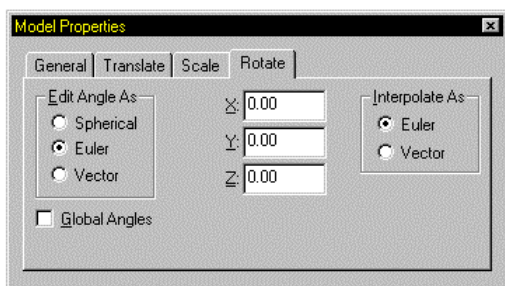 Model Properties
General Translate Scale Rotate
Edit Angle As
Spherical
Euler
Vector
Global Angles
X: 0.00
Y: 0.00
Z: 0.00
Interpolate As
Euler
Vector